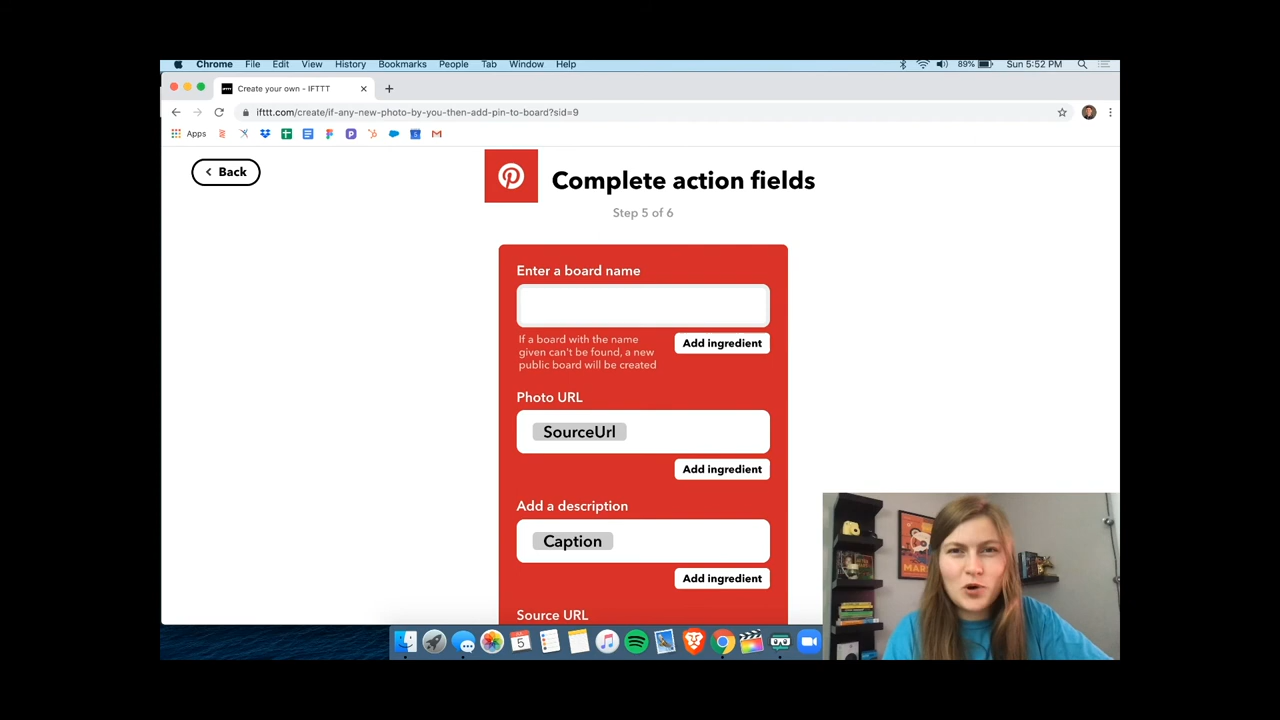 Chrome File Edit View History Bookmarks People Tab Window Help 89% Sun 5:52 PM
Create your own - IFTTT
ifttt.com/create/if-any-new-photo-by-you-then-add-pin-to-board?sid=9
Apps
Back
Complete action fields
Step 5 of 6
Enter a board name
If a board with the name
given can't be found, a new
public board will be created
Add ingredient
Photo URL
SourceUrl
Add ingredient
Add a description
Caption
Add ingredient
Source URL
5
MARS